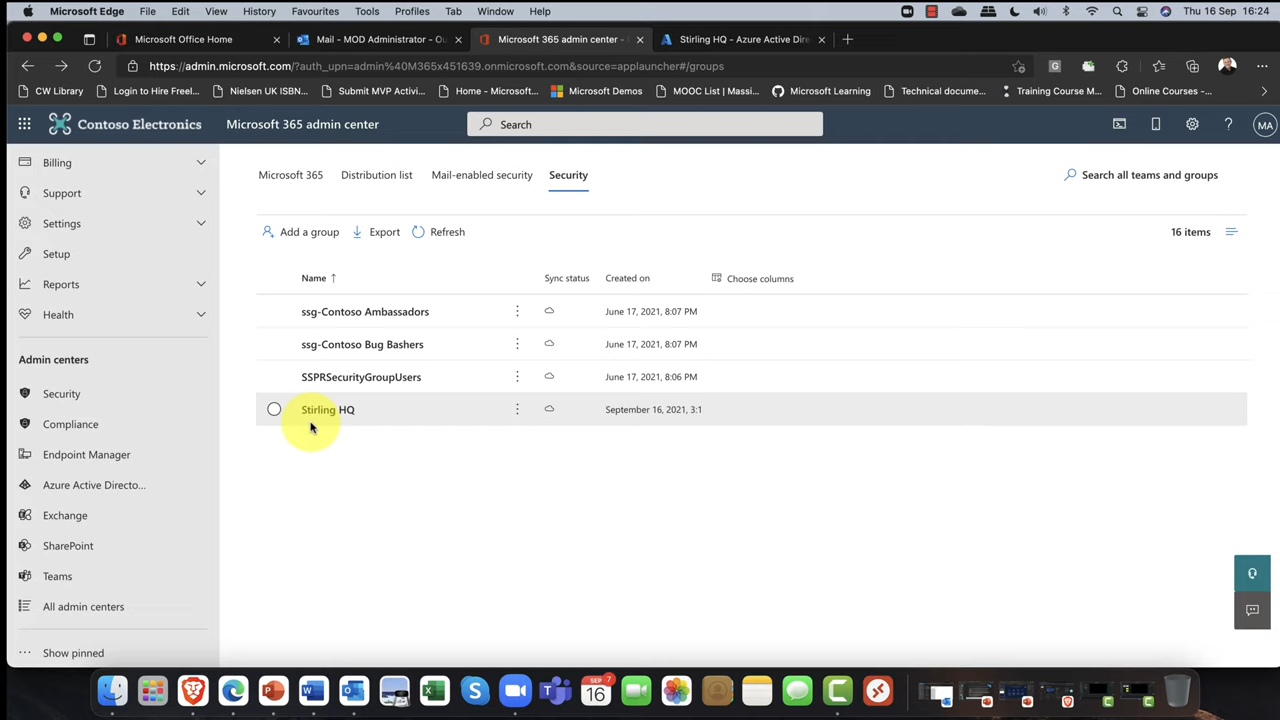 Microsoft Edge File Edit View History Favourites Tools Profiles Tab Window Help Thu 16 Sep 16:24
Microsoft Office Home Mail - MOD Administrator - Ou Microsoft 365 admin center - Stirling HQ - Azure Active Dire
https://admin.microsoft.com/?auth_upn=admin%40M365x451639.onmicrosoft.com&source=applauncher#/groups
CW Library Login to Hire Freel... Nielsen UK ISBN... Submit MVP Activi... Home - Microsoft... Microsoft Demos MOOC List | Massi... Microsoft Learning Technical docume... Training Course M... Online Courses -...
Contoso Electronics Microsoft 365 admin center Search MA
Billing
Support
Settings
Setup
Reports
Health
Admin centers
Security
Compliance
Endpoint Manager
Azure Active Directo...
Exchange
SharePoint
Teams
All admin centers
Show pinned
Microsoft 365 Distribution list Mail-enabled security Security Search all teams and groups
Add a group Export Refresh 16 items
Name ↑ Sync status Created on Choose columns
ssg-Contoso Ambassadors June 17, 2021, 8:07 PM
ssg-Contoso Bug Bashers June 17, 2021, 8:07 PM
SSPRSecurityGroupUsers June 17, 2021, 8:06 PM
Stirling HQ September 16, 2021, 3:1
SEP 16 7